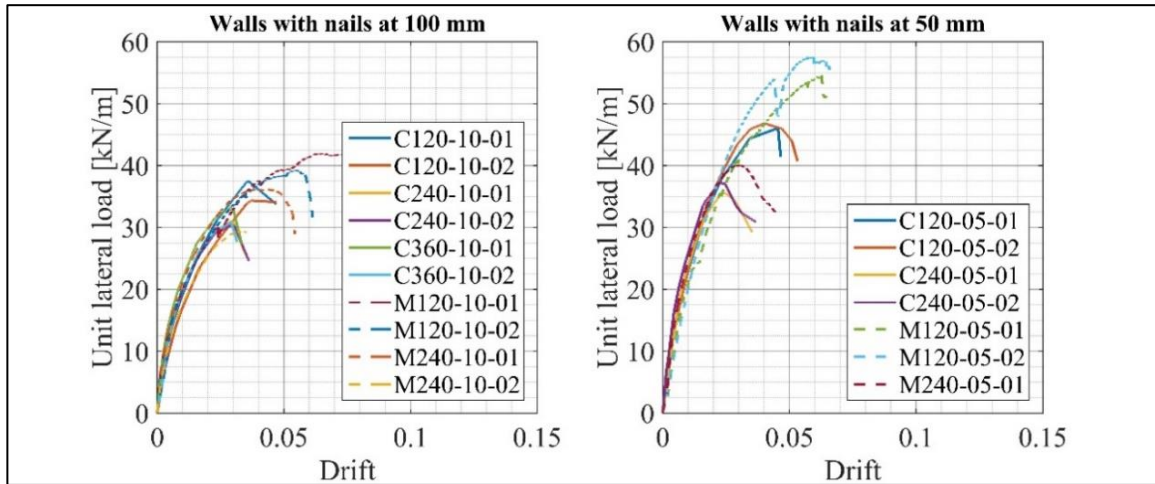 Walls with nails at 100 mm
60
50
40
30
20
10
0
Unit lateral load [kN/m]
C120-10-01
C120-10-02
C240-10-01
C240-10-02
C360-10-01
C360-10-02
M120-10-01
M120-10-02
M240-10-01
M240-10-02
0
0.05
0.1
0.15
Drift
Walls with nails at 50 mm
60
50
40
30
20
10
0
Unit lateral load [kN/m]
C120-05-01
C120-05-02
C240-05-01
C240-05-02
M120-05-01
M120-05-02
M240-05-01
0
0.05
0.1
0.15
Drift